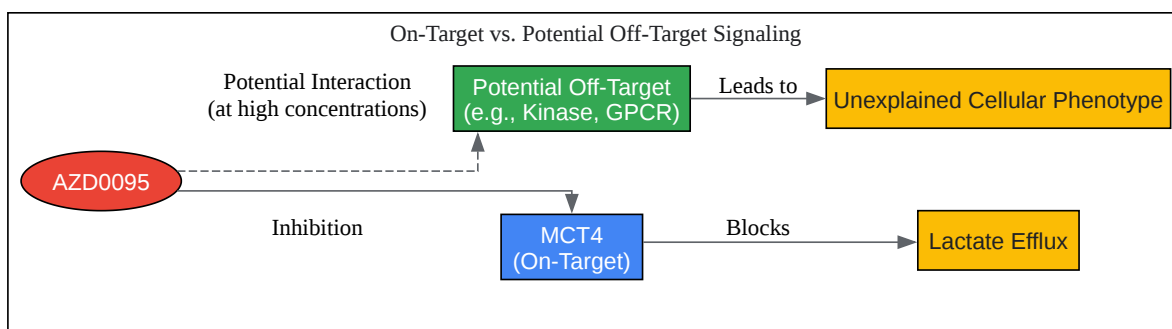 On-Target vs. Potential Off-Target Signaling
Potential Interaction
(at high concentrations)
Potential Off-Target
(e.g., Kinase, GPCR)
Leads to
Unexplained Cellular Phenotype
AZD0095
Inhibition
MCT4
(On-Target)
Blocks
Lactate Efflux